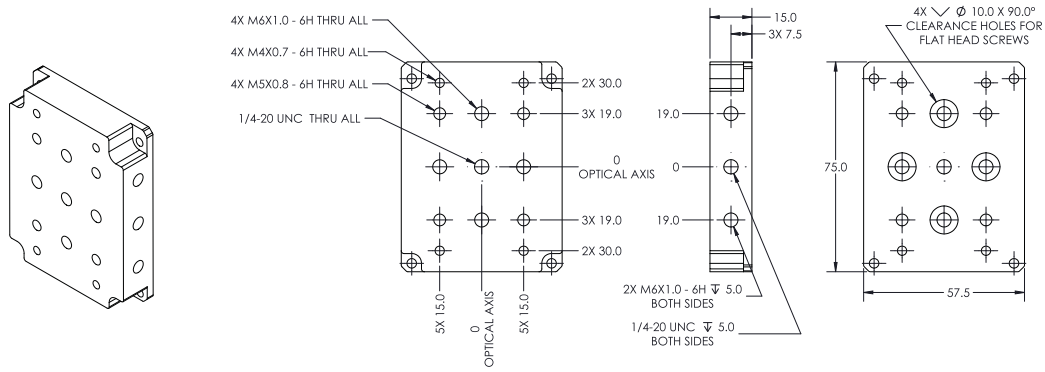 4X M6X1.0 - 6H THRU ALL
4X M4X0.7 - 6H THRU ALL
4X M5X0.8 - 6H THRU ALL
1/4-20 UNC THRU ALL
2X 30.0
3X 19.0
0
OPTICAL AXIS
3X 19.0
2X 30.0
5X 15.0
0
OPTICAL AXIS
5X 15.0
15.0
3X 7.5
19.0
0
19.0
2X M6X1.0 - 6H ↧ 5.0
BOTH SIDES
1/4-20 UNC ↧ 5.0
BOTH SIDES
4X ⌵ Ø 10.0 X 90.0°
CLEARANCE HOLES FOR
FLAT HEAD SCREWS
75.0
57.5